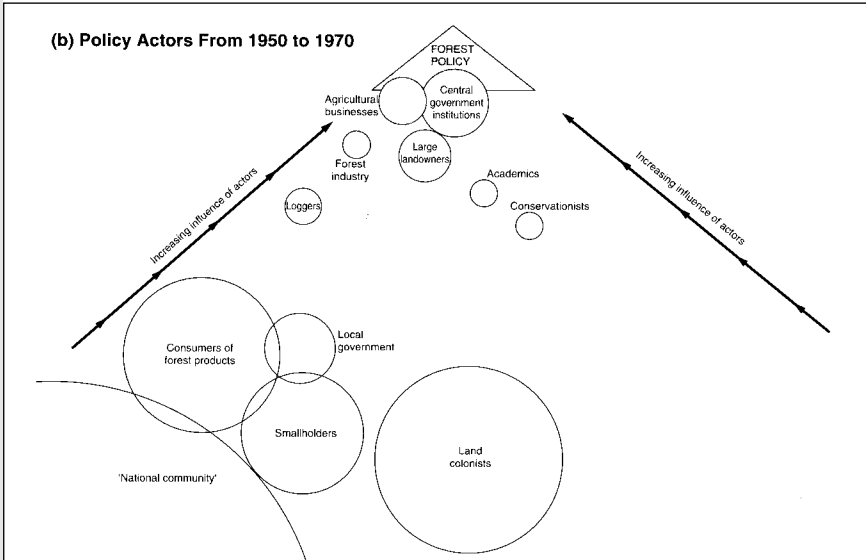 (b) Policy Actors From 1950 to 1970
FOREST
POLICY
Agricultural
businesses
Central
government
institutions
Large
landowners
Forest
industry
Academics
Loggers
Conservationists
Increasing influence of actors
Increasing influence of actors
Consumers of
forest products
Local
government
Smallholders
Land
colonists
'National community'